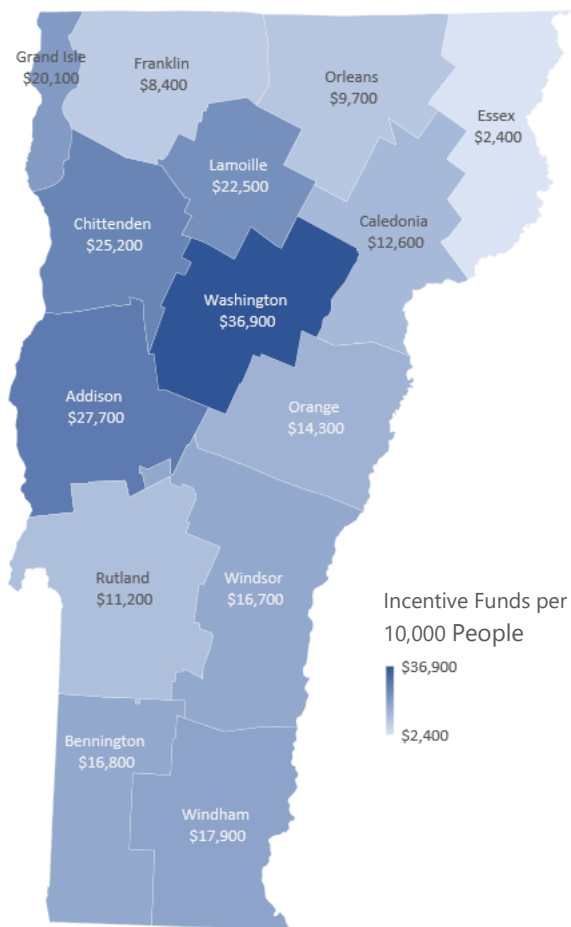 Grand Isle
$20,100
Franklin
$8,400
Orleans
$9,700
Essex
$2,400
Lamoille
$22,500
Chittenden
$25,200
Caledonia
$12,600
Washington
$36,900
Addison
$27,700
Orange
$14,300
Rutland
$11,200
Windsor
$16,700
Incentive Funds per
10,000 People
$36,900
$2,400
Bennington
$16,800
Windham
$17,900